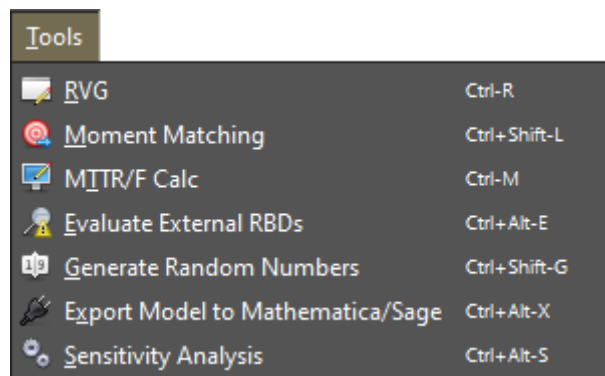 Tools
RVG Ctrl-R
Moment Matching Ctrl+Shift-L
MTTR/F Calc Ctrl-M
Evaluate External RBDs Ctrl+Alt-E
Generate Random Numbers Ctrl+Shift-G
Export Model to Mathematica/Sage Ctrl+Alt-X
Sensitivity Analysis Ctrl+Alt-S